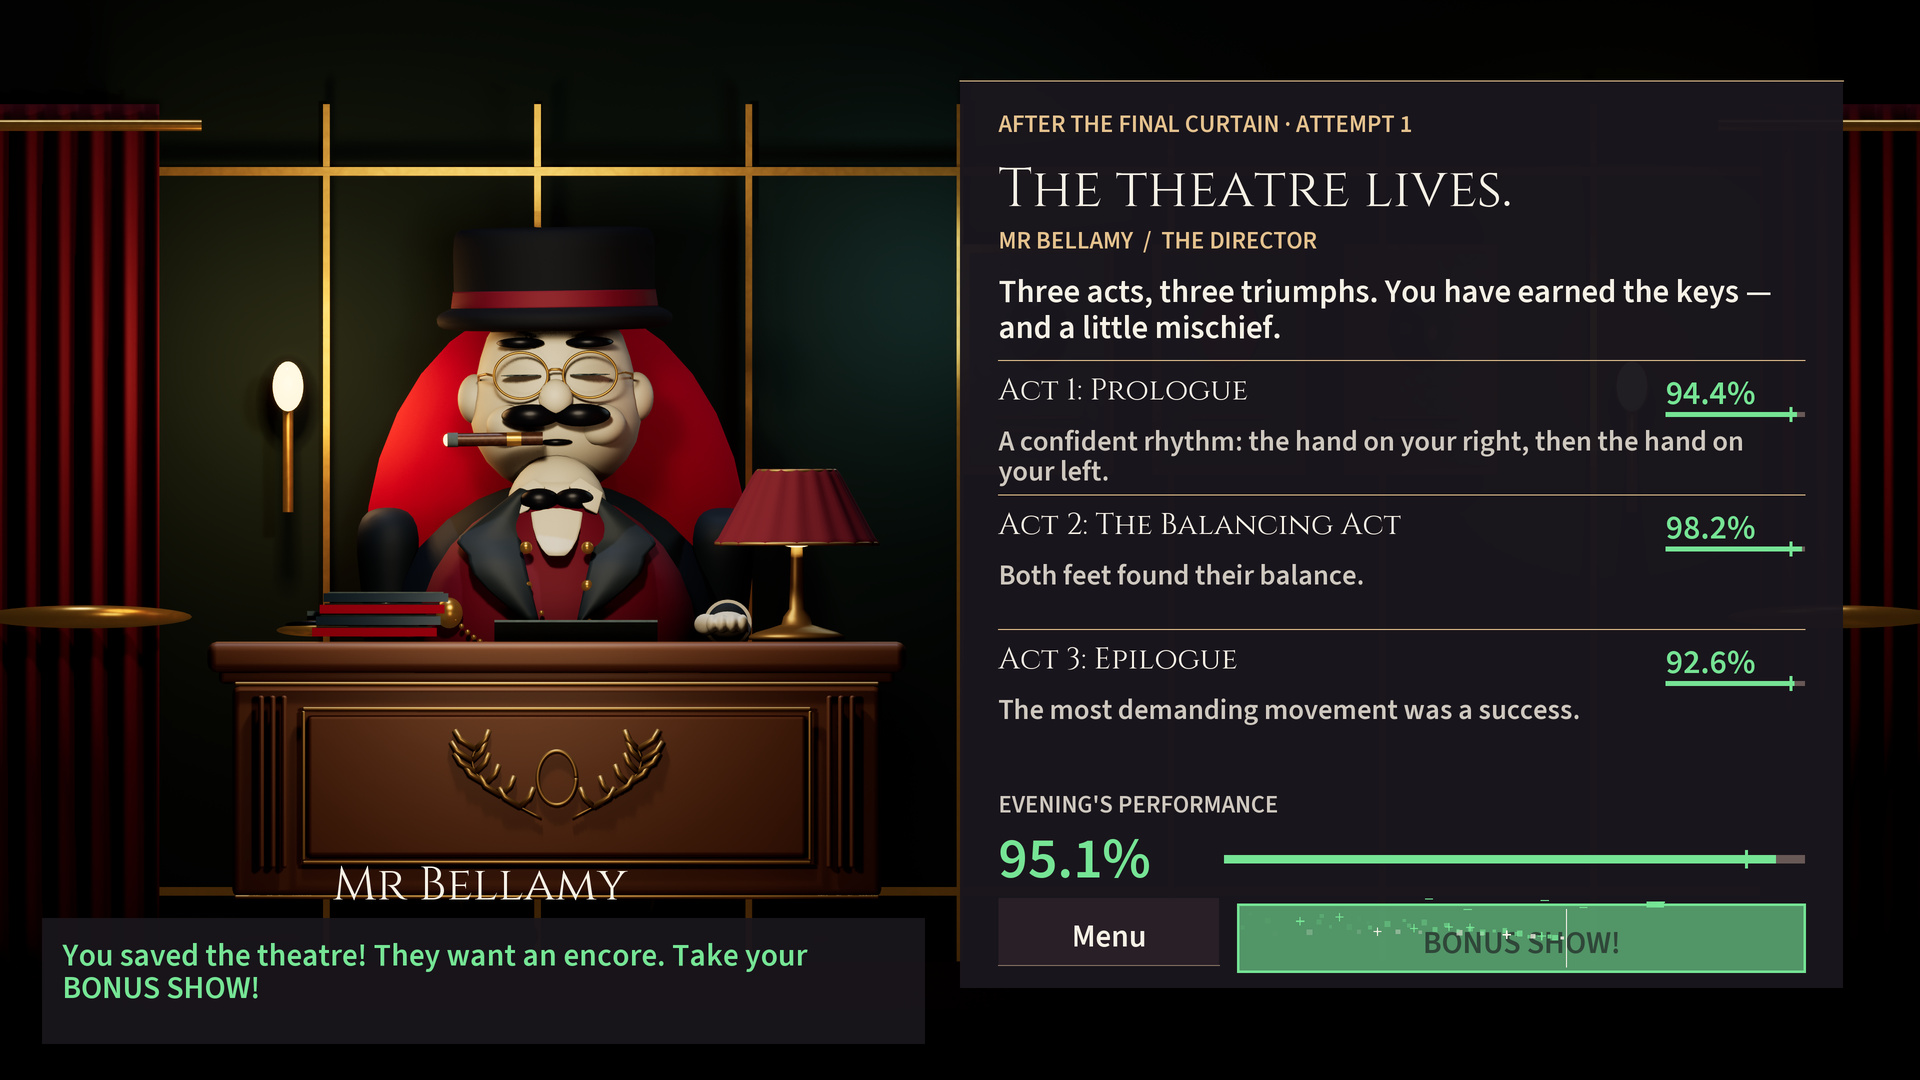 AFTER THE FINAL CURTAIN · ATTEMPT 1
THE THEATRE LIVES.
MR BELLAMY / THE DIRECTOR
Three acts, three triumphs. You have earned the keys —
and a little mischief.
ACT 1: PROLOGUE
94.4%
A confident rhythm: the hand on your right, then the hand on
your left.
ACT 2: THE BALANCING ACT
98.2%
Both feet found their balance.
ACT 3: EPILOGUE
92.6%
The most demanding movement was a success.
EVENING'S PERFORMANCE
95.1%
Menu
BONUS SHOW!
MR BELLAMY
You saved the theatre! They want an encore. Take your
BONUS SHOW!